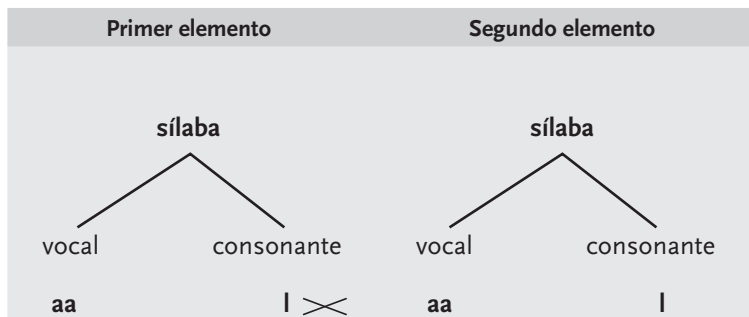 Primer elemento Segundo elemento
sílaba sílaba
vocal consonante vocal consonante
aa l aa l